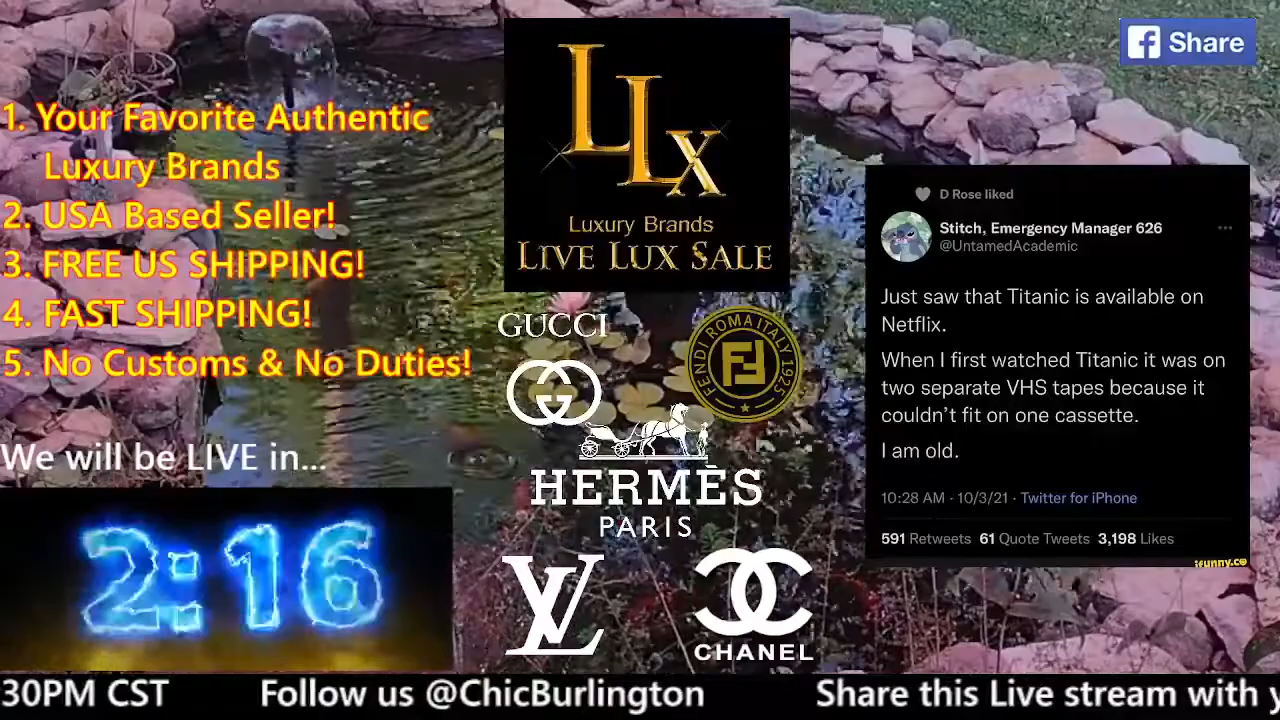 1. Your Favorite Authentic
Luxury Brands
2. USA Based Seller!
3. FREE US SHIPPING!
4. FAST SHIPPING!
5. No Customs & No Duties!
We will be LIVE in...
2:16
LLX
Luxury Brands
LIVE LUX SALE
GUCCI
FENDI ROMA ITALY 1925
HERMÈS
PARIS
LV
CHANEL
f Share
D Rose liked
Stitch, Emergency Manager 626
@UntamedAcademic
Just saw that Titanic is available on
Netflix.
When I first watched Titanic it was on
two separate VHS tapes because it
couldn't fit on one cassette.
I am old.
10:28 AM · 10/3/21 · Twitter for iPhone
591 Retweets 61 Quote Tweets 3,198 Likes
ifunny.co
30PM CST Follow us @ChicBurlington Share this Live stream with y